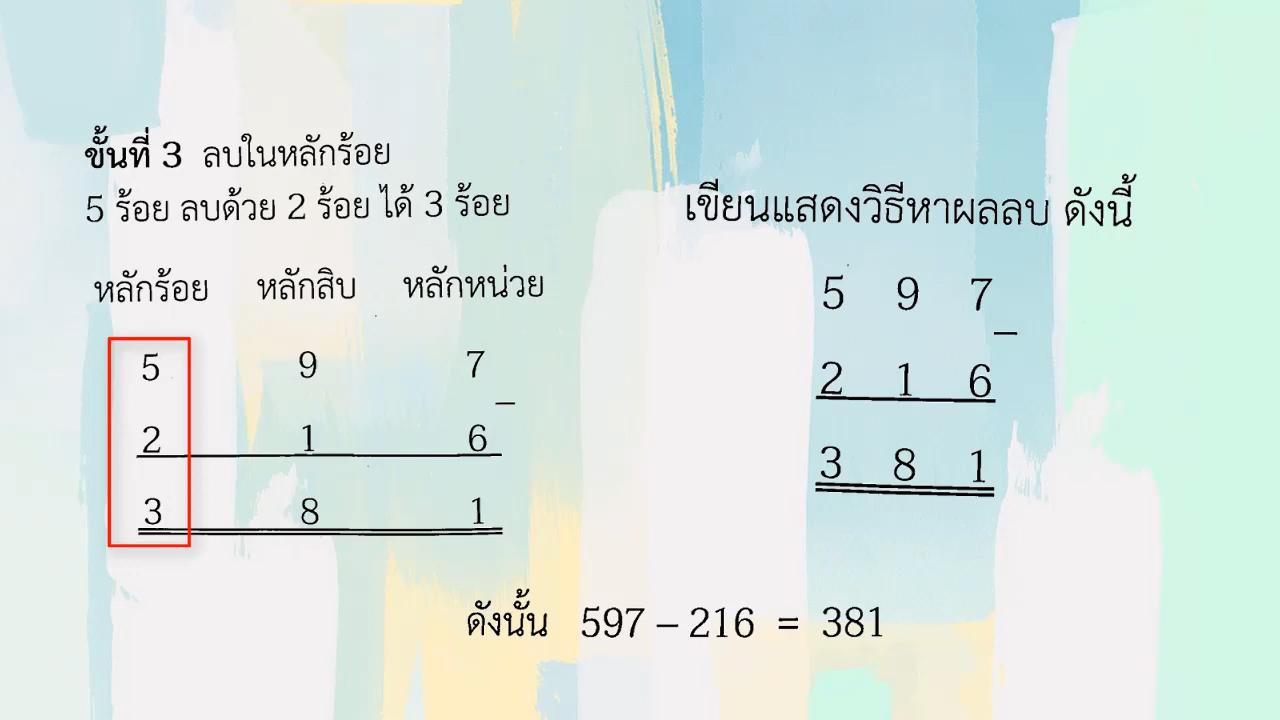 ขั้นที่ 3 ลบในหลักร้อย
5 ร้อย ลบด้วย 2 ร้อย ได้ 3 ร้อย
หลักร้อย หลักสิบ หลักหน่วย
5 9 7
–
2 1 6
3 8 1
เขียนแสดงวิธีหาผลลบ ดังนี้
5 9 7
–
2 1 6
3 8 1
ดังนั้น 597 – 216 = 381